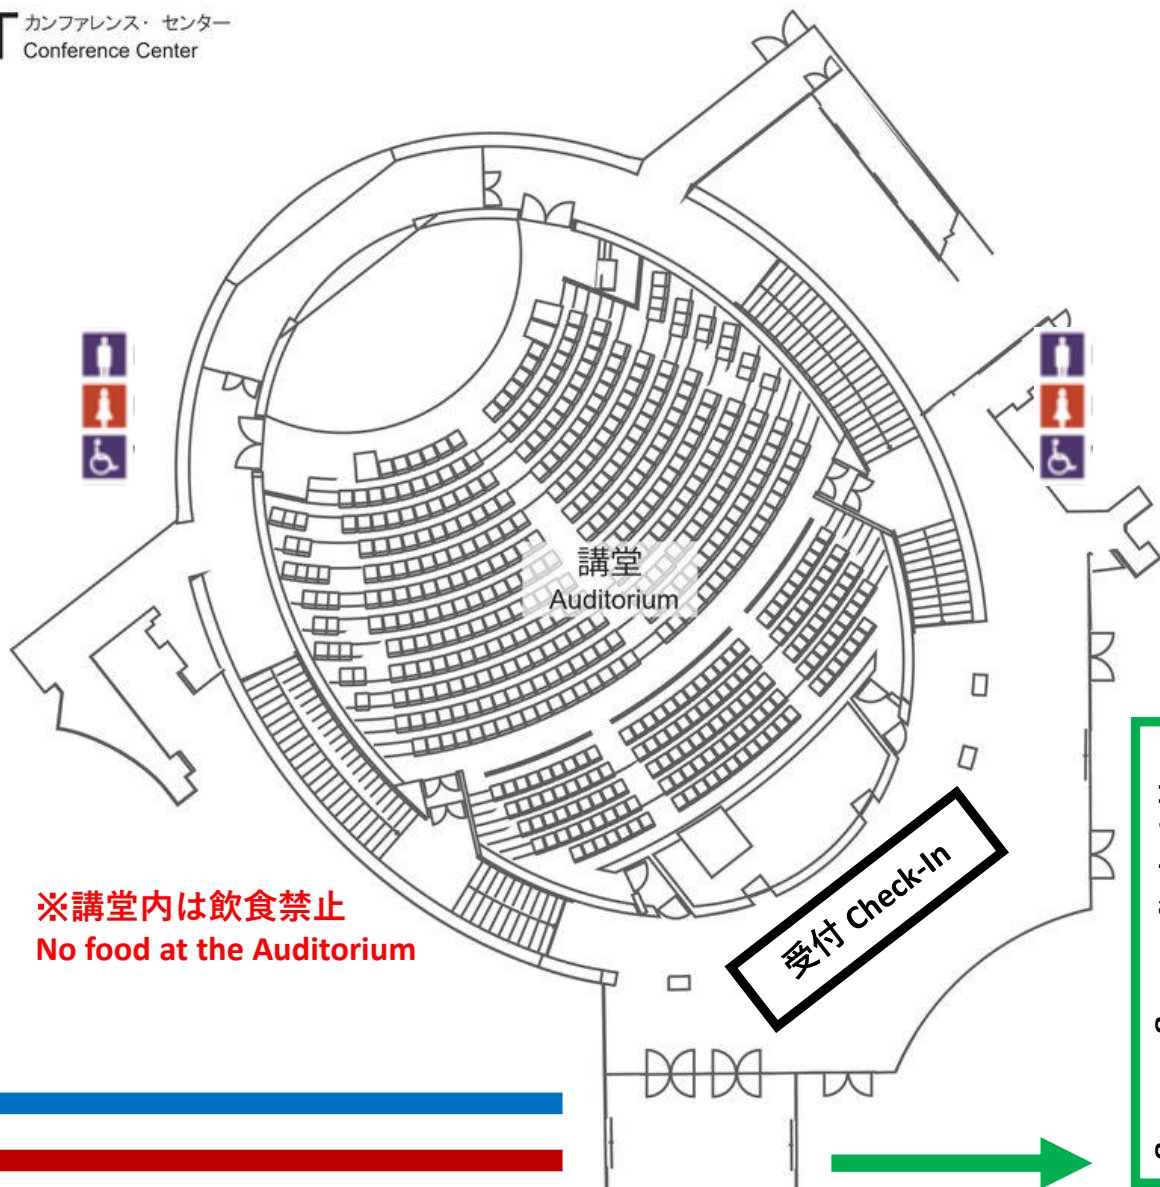 カンファレンス・ センター
Conference Center
講堂
Auditorium
受付 Check-In
※講堂内は飲食禁止
No food at the Auditorium